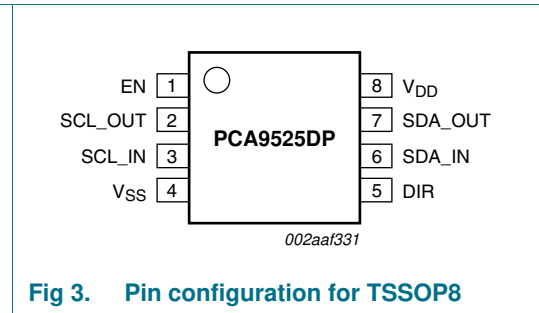 EN 1 8 VDD
SCL_OUT 2 7 SDA_OUT
PCA9525DP
SCL_IN 3 6 SDA_IN
VSS 4 5 DIR
002aaf331
Fig 3. Pin configuration for TSSOP8